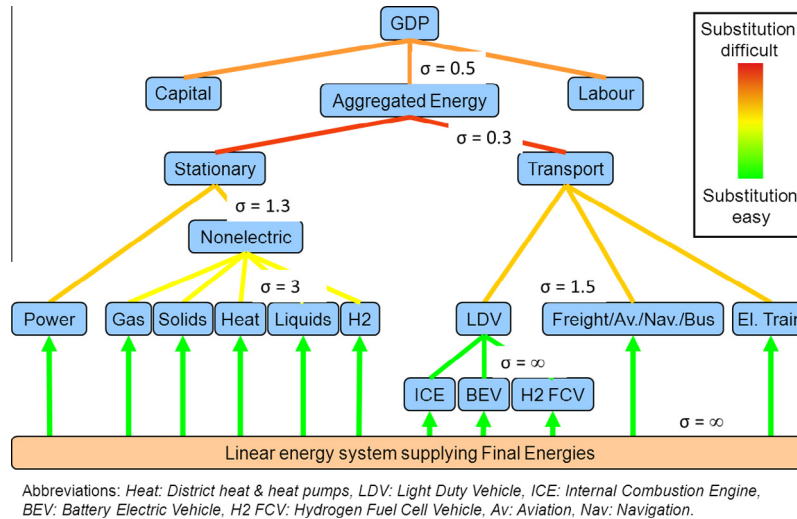 GDP
Substitution
difficult
σ = 0.5
Capital
Aggregated Energy
Labour
σ = 0.3
Stationary
Transport
Substitution
easy
σ = 1.3
Nonelectric
σ = 3
σ = 1.5
Power
Gas
Solids
Heat
Liquids
H2
LDV
Freight/Av./Nav./Bus
El. Train
σ = ∞
ICE
BEV
H2 FCV
σ = ∞
Linear energy system supplying Final Energies
Abbreviations: Heat: District heat & heat pumps, LDV: Light Duty Vehicle, ICE: Internal Combustion Engine,
BEV: Battery Electric Vehicle, H2 FCV: Hydrogen Fuel Cell Vehicle, Av: Aviation, Nav: Navigation.